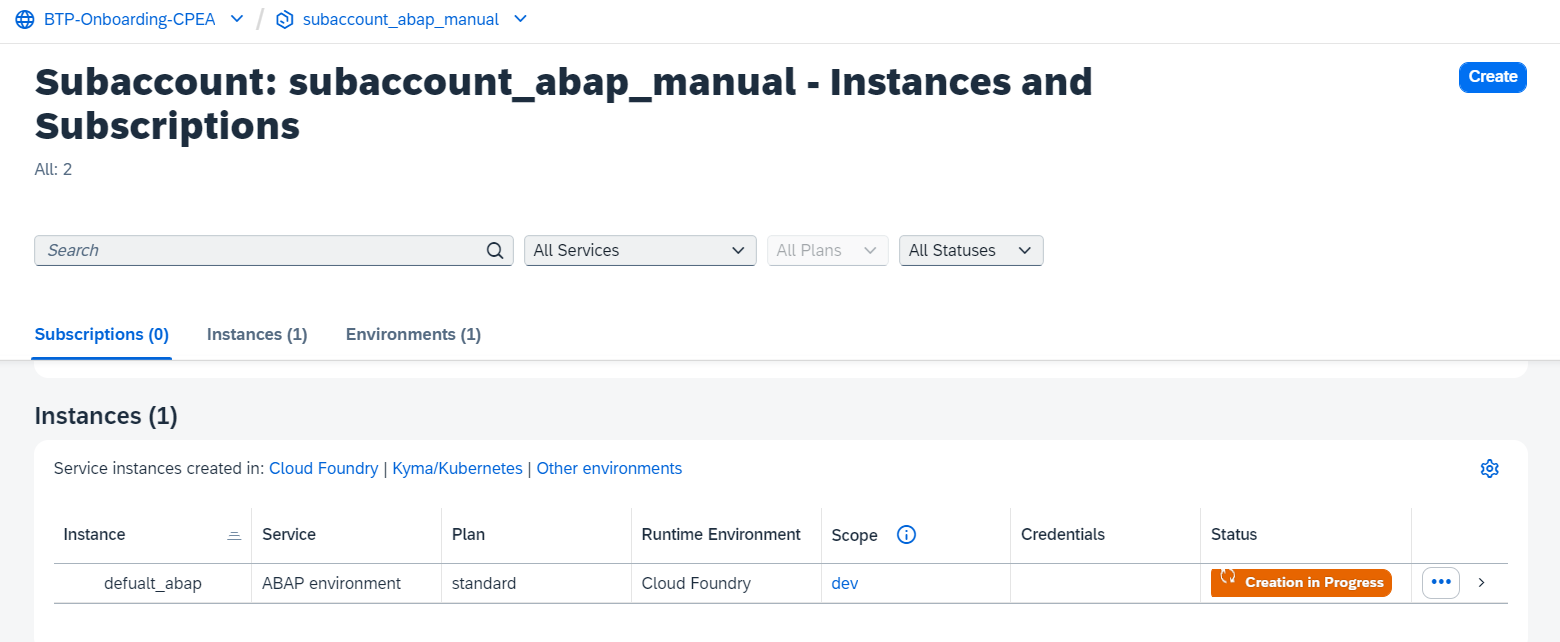 BTP-Onboarding-CPEA / subaccount_abap_manual
Subaccount: subaccount_abap_manual - Instances and
Subscriptions
Create
All: 2
Search
All Services
All Plans
All Statuses
Subscriptions (0)
Instances (1)
Environments (1)
Instances (1)
Service instances created in: Cloud Foundry | Kyma/Kubernetes | Other environments
Instance Service Plan Runtime Environment Scope Credentials Status
defualt_abap ABAP environment standard Cloud Foundry dev Creation in Progress